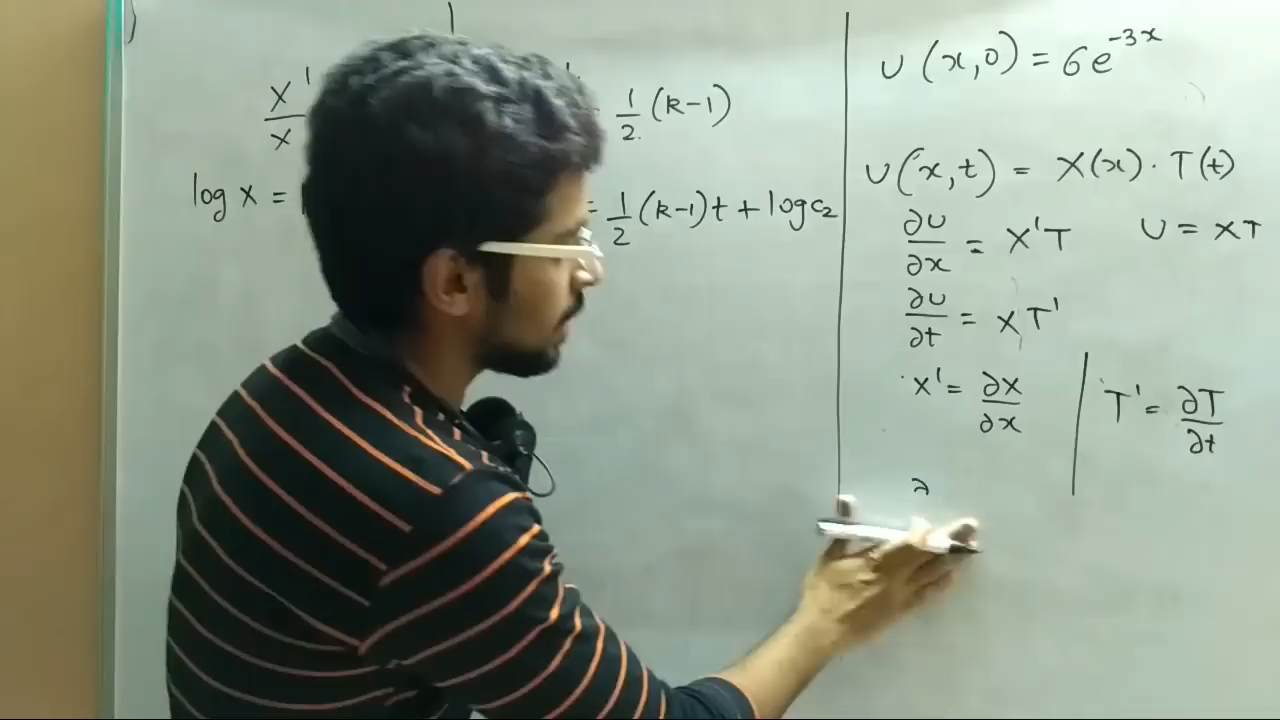 X'/x
= 1/2 (k-1)
log x =
= 1/2 (k-1)t + log c₂
U(x,0) = 6e^{-3x}
U(x,t) = X(x) · T(t)
∂U/∂x = X'T
U = XT
∂U/∂t = XT'
X' = ∂X/∂x
T' = ∂T/∂t